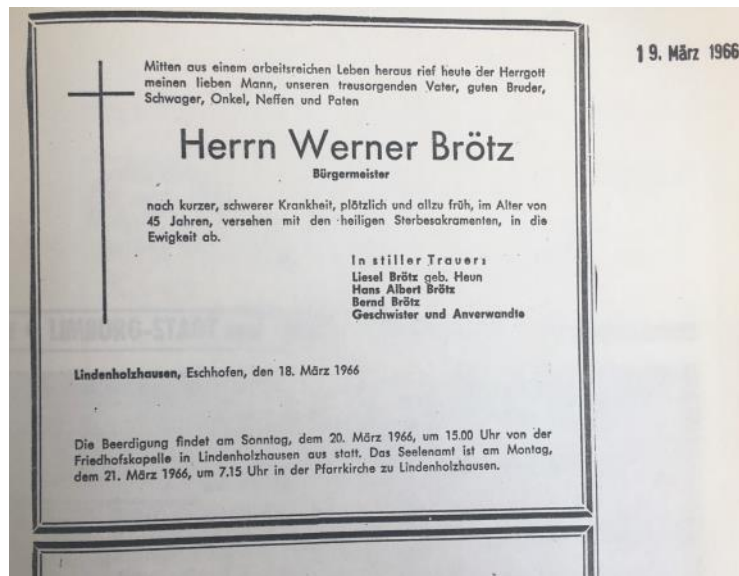 19. März 1966
Mitten aus einem arbeitsreichen Leben heraus rief heute der Herrgott
meinen lieben Mann, unseren treusorgenden Vater, guten Bruder,
Schwager, Onkel, Neffen und Paten
Herrn Werner Brötz
Bürgermeister
nach kurzer, schwerer Krankheit, plötzlich und allzu früh, im Alter von
45 Jahren, versehen mit den heiligen Sterbesakramenten, in die
Ewigkeit ab.
In stiller Trauer:
Liesel Brötz geb. Heun
Hans Albert Brötz
Bernd Brötz
Geschwister und Anverwandte
Lindenholzhausen, Eschhofen, den 18. März 1966
Die Beerdigung findet am Sonntag, dem 20. März 1966, um 15.00 Uhr von der
Friedhofskapelle in Lindenholzhausen aus statt. Das Seelenamt ist am Montag,
dem 21. März 1966, um 7.15 Uhr in der Pfarrkirche zu Lindenholzhausen.